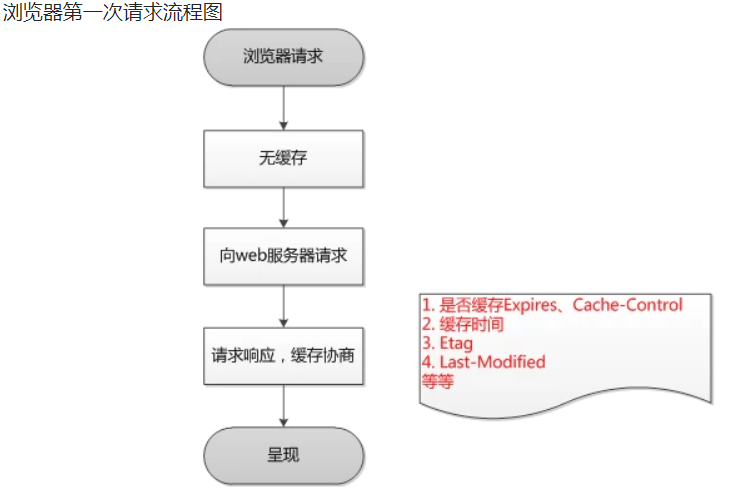 浏览器第一次请求流程图
浏览器请求
无缓存
向web服务器请求
请求响应，缓存协商
呈现
1. 是否缓存Expires、Cache-Control
2. 缓存时间
3. Etag
4. Last-Modified
等等